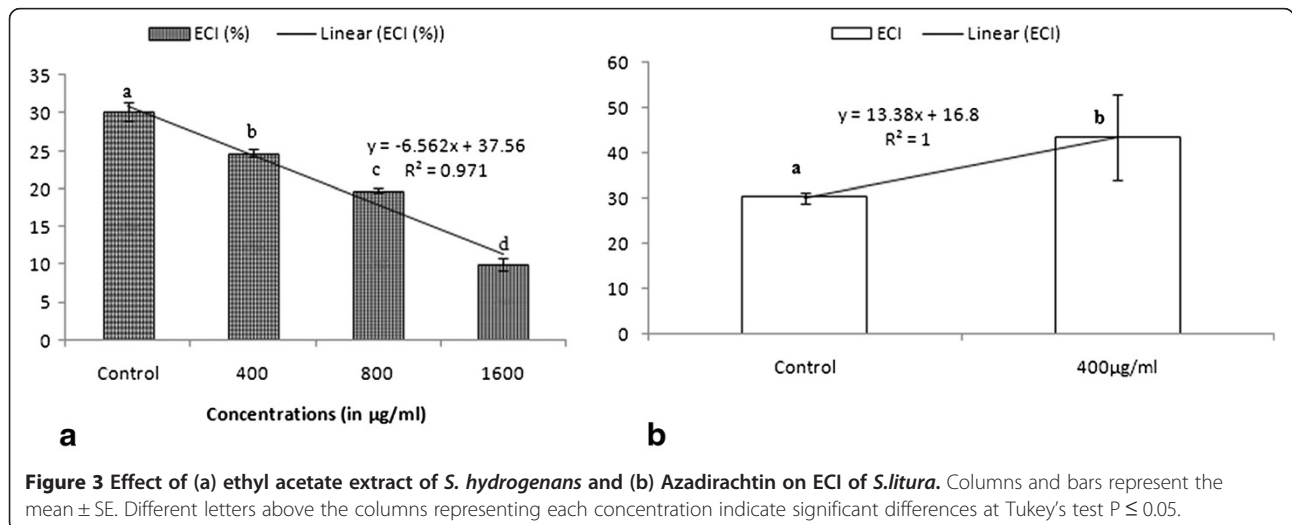 ECI (%) Linear (ECI (%))
35
30
25
20
15
10
5
0
a
b
c
d
y = -6.562x + 37.56
R² = 0.971
Control 400 800 1600
Concentrations (in µg/ml)
a
ECI Linear (ECI)
60
50
40
30
20
10
0
a
b
y = 13.38x + 16.8
R² = 1
Control 400µg/ml
b
Figure 3 Effect of (a) ethyl acetate extract of S. hydrogenans and (b) Azadirachtin on ECI of S.litura. Columns and bars represent the
mean ± SE. Different letters above the columns representing each concentration indicate significant differences at Tukey's test P ≤ 0.05.